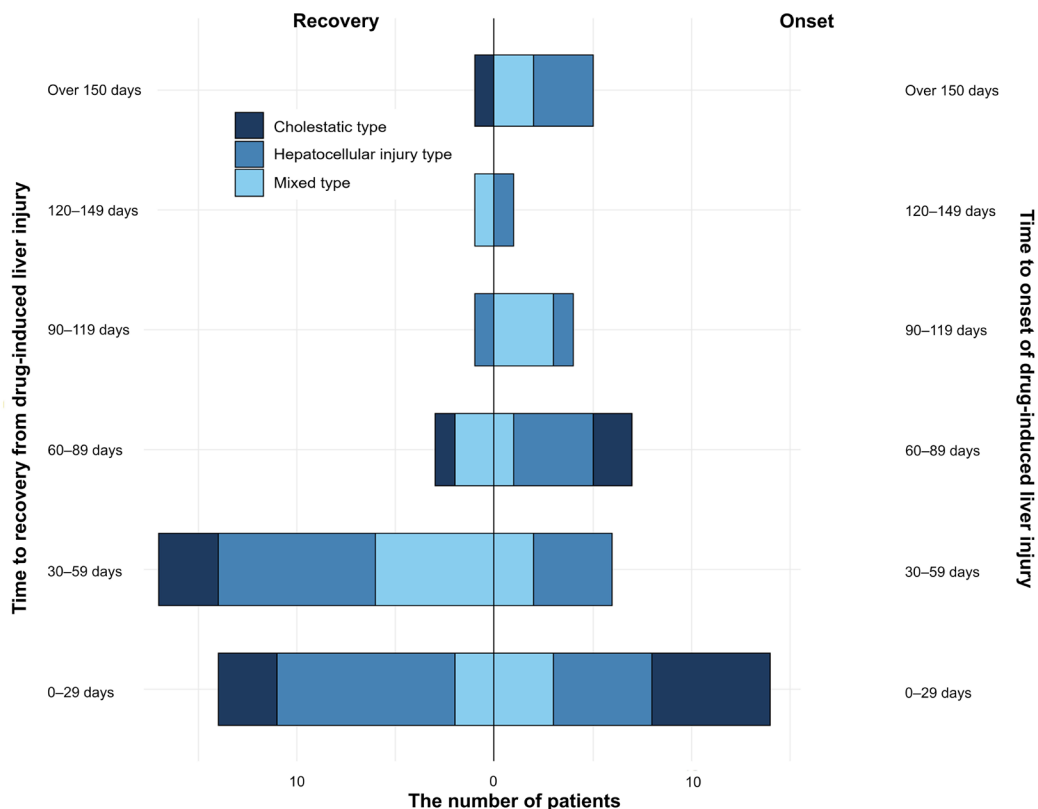 Recovery
Onset
Over 150 days
Over 150 days
Cholestatic type
Hepatocellular injury type
Mixed type
120–149 days
120–149 days
90–119 days
90–119 days
60–89 days
60–89 days
30–59 days
30–59 days
0–29 days
0–29 days
Time to recovery from drug-induced liver injury
Time to onset of drug-induced liver injury
10
0
10
The number of patients